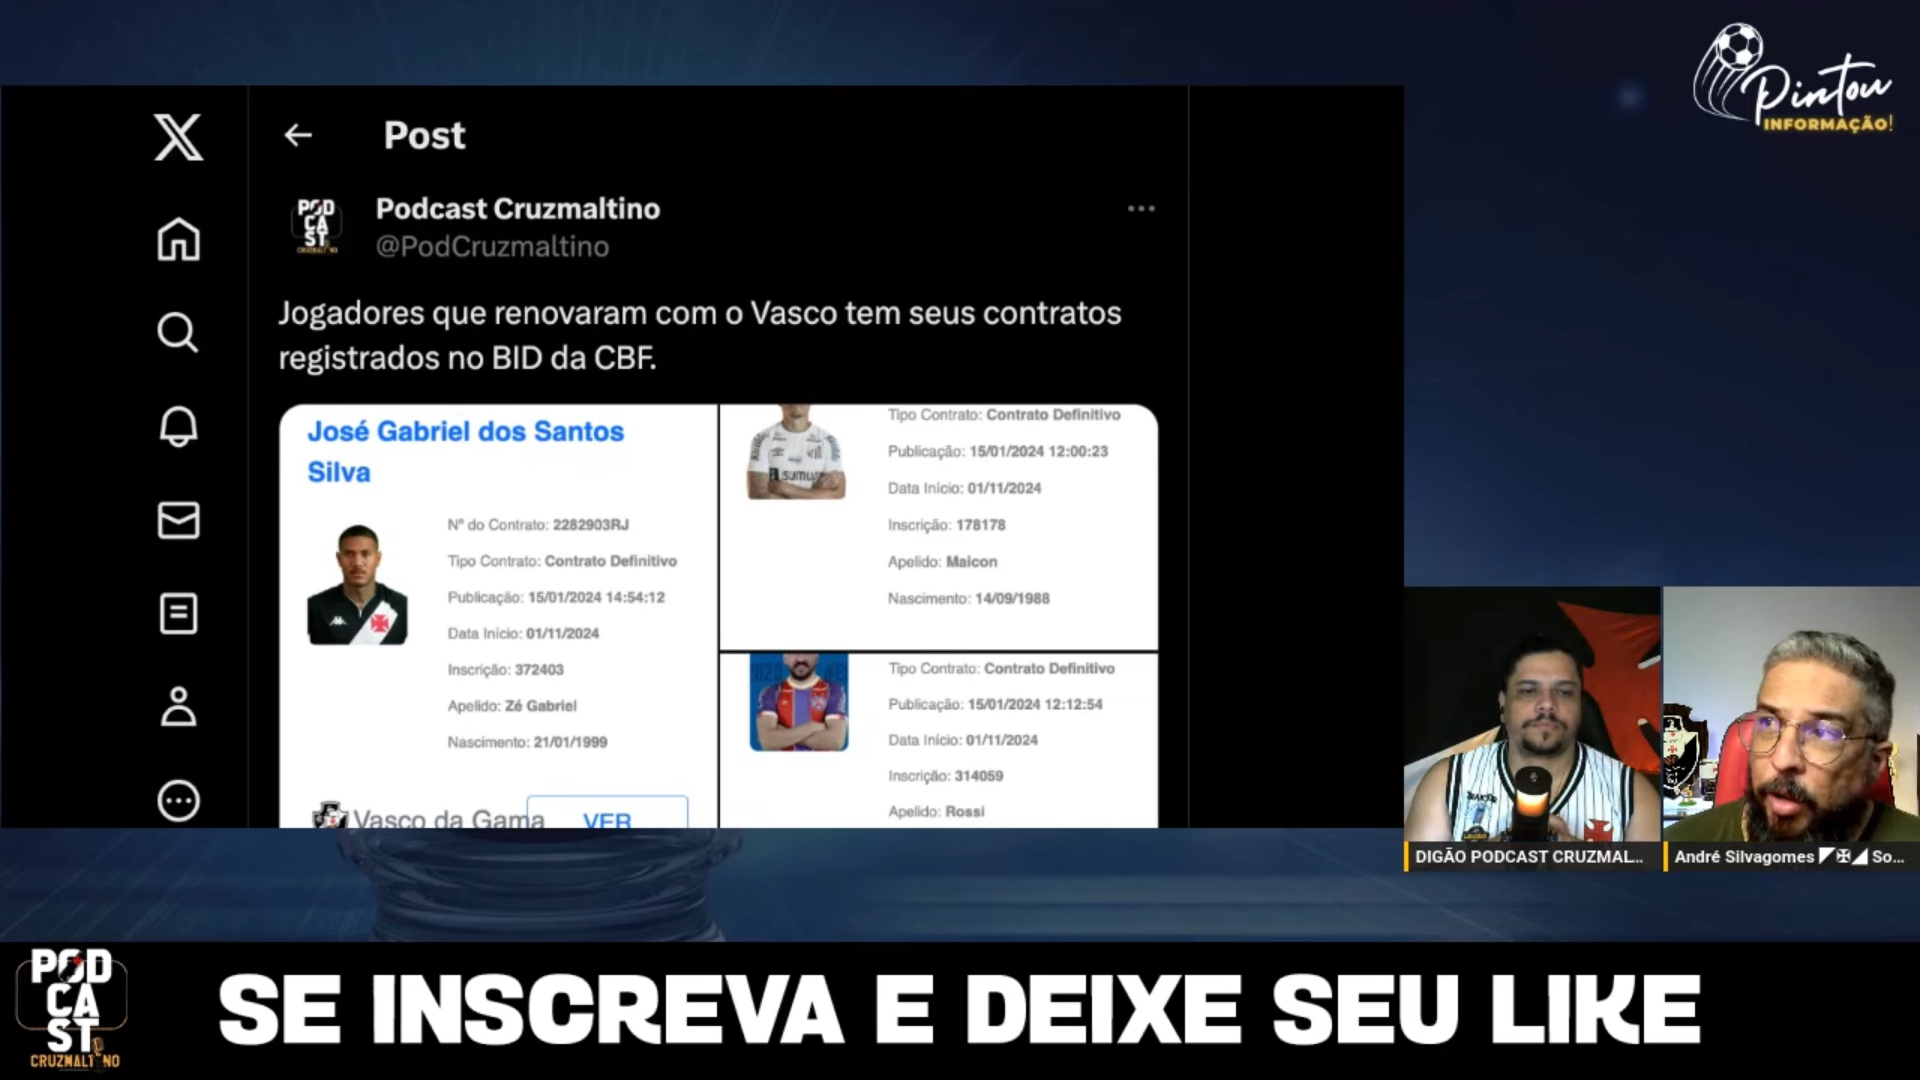 Pintou
INFORMAÇÃO!
X
Post
POD
CA
ST
Podcast Cruzmaltino
@PodCruzmaltino
Jogadores que renovaram com o Vasco tem seus contratos
registrados no BID da CBF.
José Gabriel dos Santos
Silva
Nº do Contrato: 2282903RJ
Tipo Contrato: Contrato Definitivo
Publicação: 15/01/2024 14:54:12
Data Início: 01/11/2024
Inscrição: 372403
Apelido: Zé Gabriel
Nascimento: 21/01/1999
Vasco da Gama
VER
Tipo Contrato: Contrato Definitivo
Publicação: 15/01/2024 12:00:23
Data Início: 01/11/2024
Inscrição: 178178
Apelido: Maicon
Nascimento: 14/09/1988
Tipo Contrato: Contrato Definitivo
Publicação: 15/01/2024 12:12:54
Data Início: 01/11/2024
Inscrição: 314059
Apelido: Rossi
DIGÃO PODCAST CRUZMAL...
André Silvagomes ◤✠◢ So...
POD
CA
ST
CRUZMALTINO
SE INSCREVA E DEIXE SEU LIKE